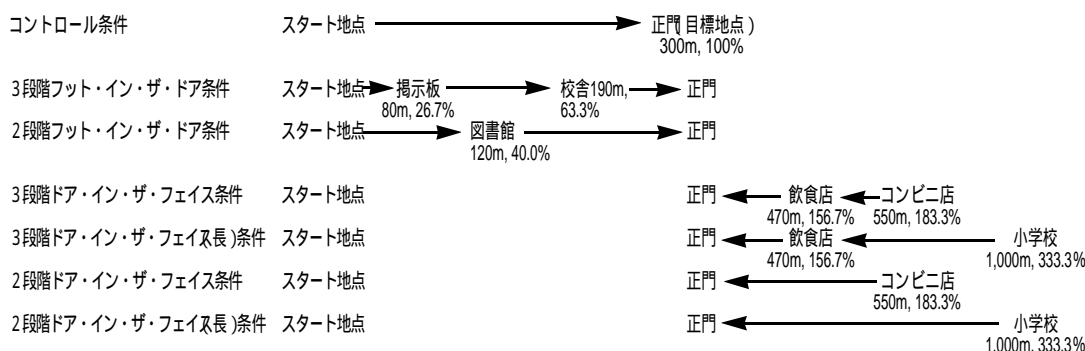 コントロール条件 スタート地点 正門(目標地点)
300m, 100%
3段階フット・イン・ザ・ドア条件 スタート地点 掲示板 校舎190m, 正門
80m, 26.7% 63.3%
2段階フット・イン・ザ・ドア条件 スタート地点 図書館 正門
120m, 40.0%
3段階ドア・イン・ザ・フェイス条件 スタート地点 正門 飲食店 コンビニ店
470m, 156.7% 550m, 183.3%
3段階ドア・イン・ザ・フェイス(長)条件 スタート地点 正門 飲食店 小学校
470m, 156.7% 1,000m, 333.3%
2段階ドア・イン・ザ・フェイス条件 スタート地点 正門 コンビニ店
550m, 183.3%
2段階ドア・イン・ザ・フェイス(長)条件 スタート地点 正門 小学校
1,000m, 333.3%